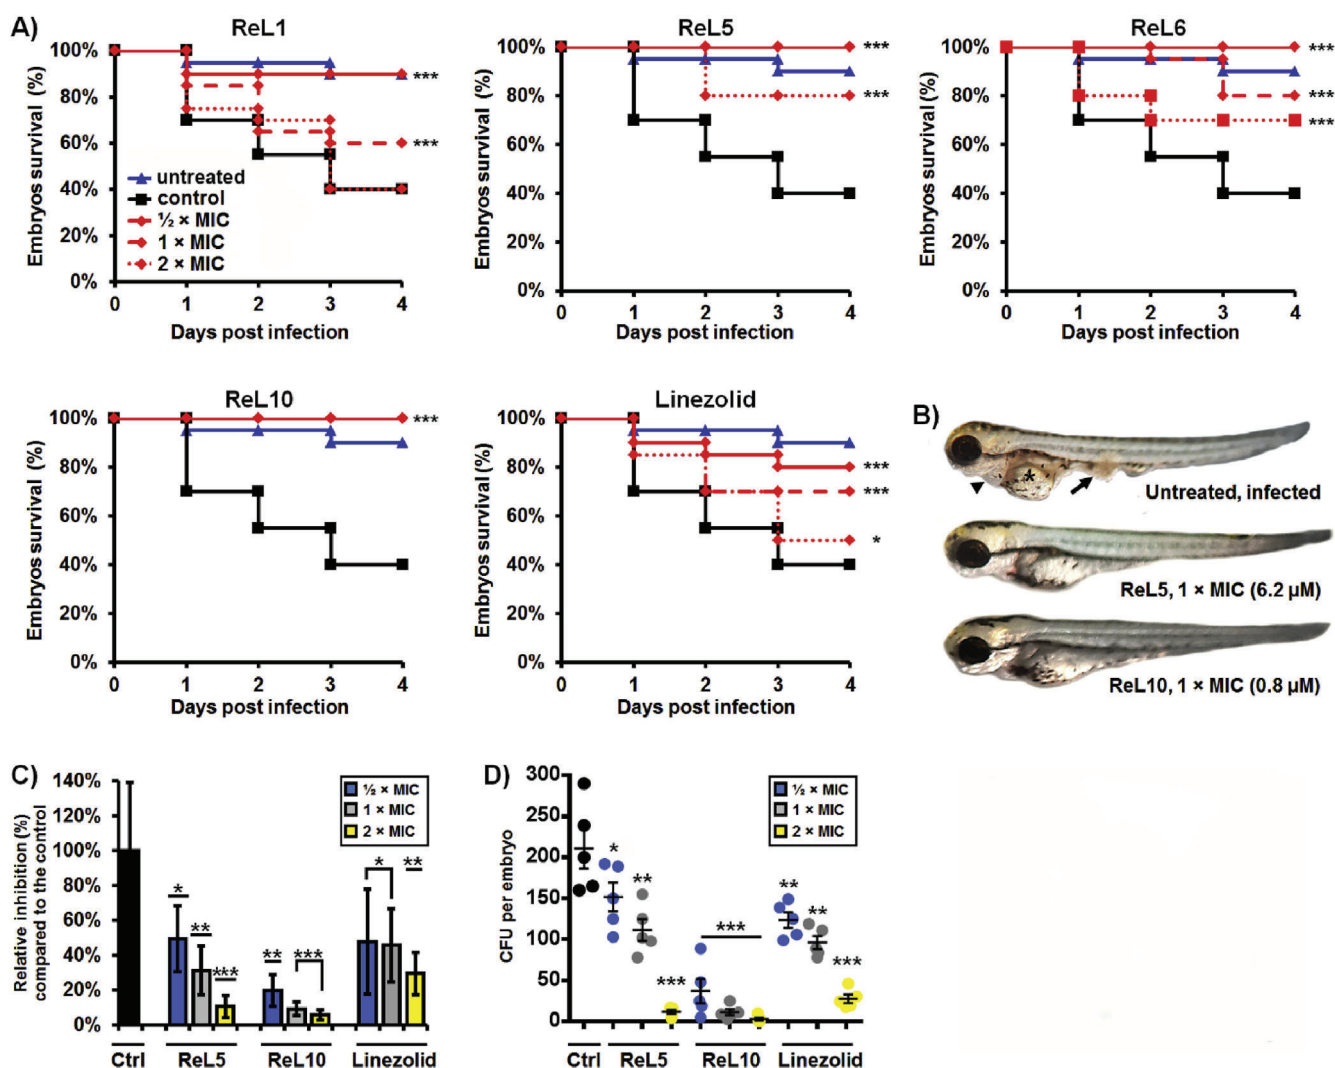 A)
ReL1
100%
80%
60%
40%
20%
0%
Embryos survival (%)
untreated
control
½ × MIC
1 × MIC
2 × MIC
***
***
0 1 2 3 4
Days post infection
ReL5
100%
80%
60%
40%
20%
0%
Embryos survival (%)
***
***
0 1 2 3 4
Days post infection
ReL6
100%
80%
60%
40%
20%
0%
Embryos survival (%)
***
***
***
0 1 2 3 4
Days post infection
ReL10
100%
80%
60%
40%
20%
0%
Embryos survival (%)
***
0 1 2 3 4
Days post infection
Linezolid
100%
80%
60%
40%
20%
0%
Embryos survival (%)
***
***
*
0 1 2 3 4
Days post infection
B)
*
Untreated, infected
ReL5, 1 × MIC (6.2 µM)
ReL10, 1 × MIC (0.8 µM)
C)
140%
120%
100%
80%
60%
40%
20%
0%
Relative inhibition (%)
compared to the control
½ × MIC
1 × MIC
2 × MIC
*
**
***
**
***
*
**
Ctrl ReL5 ReL10 Linezolid
D)
300
250
200
150
100
50
0
CFU per embryo
½ × MIC
1 × MIC
2 × MIC
*
**
***
***
**
**
***
Ctrl ReL5 ReL10 Linezolid